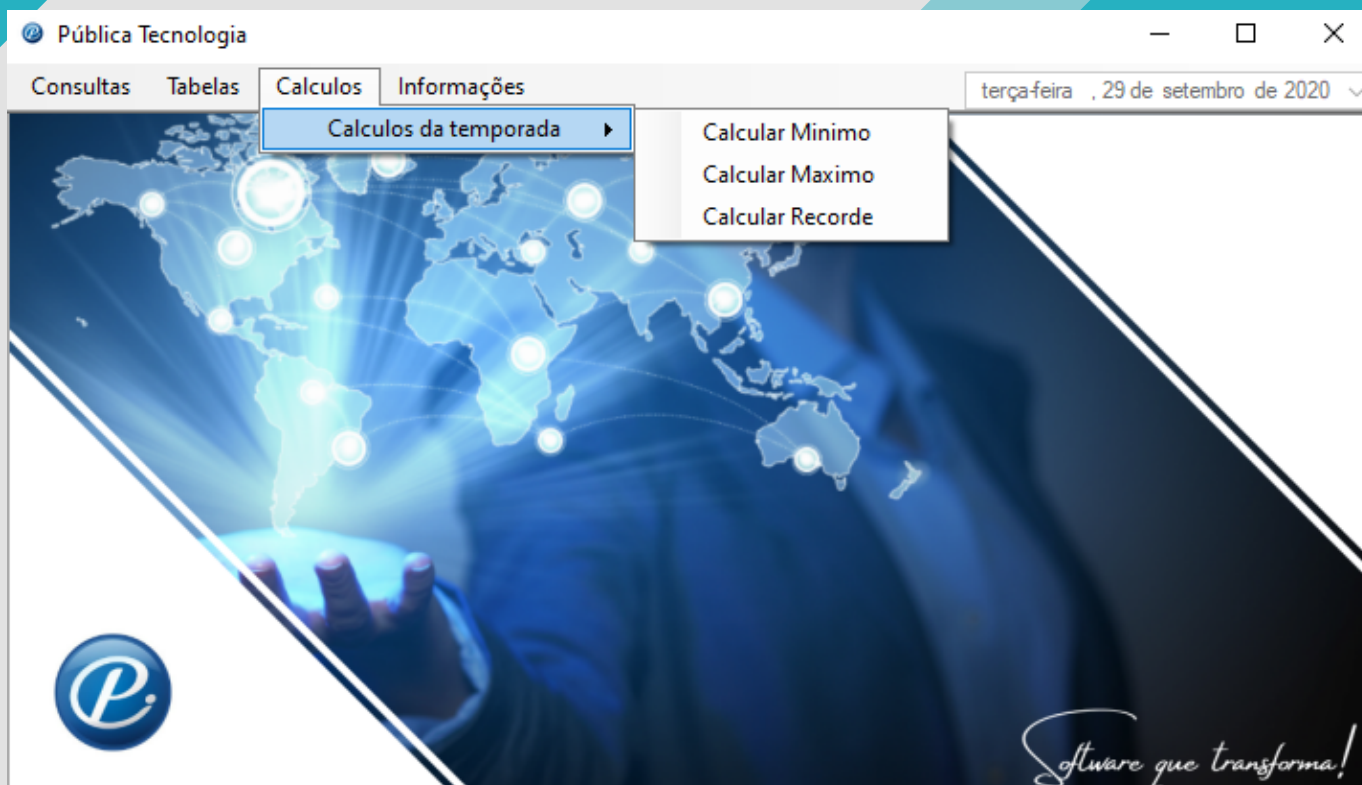 Pública Tecnologia
Consultas Tabelas Calculos Informações terça-feira , 29 de setembro de 2020
Calculos da temporada
Calcular Minimo
Calcular Maximo
Calcular Recorde
P.
Software que transforma!